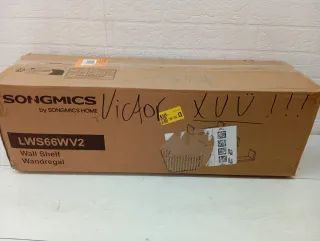 SONGMICS
by SONGMICS HOME
Victor XUU !!!
LWS66WV2
Wall Shelf
Wandregal